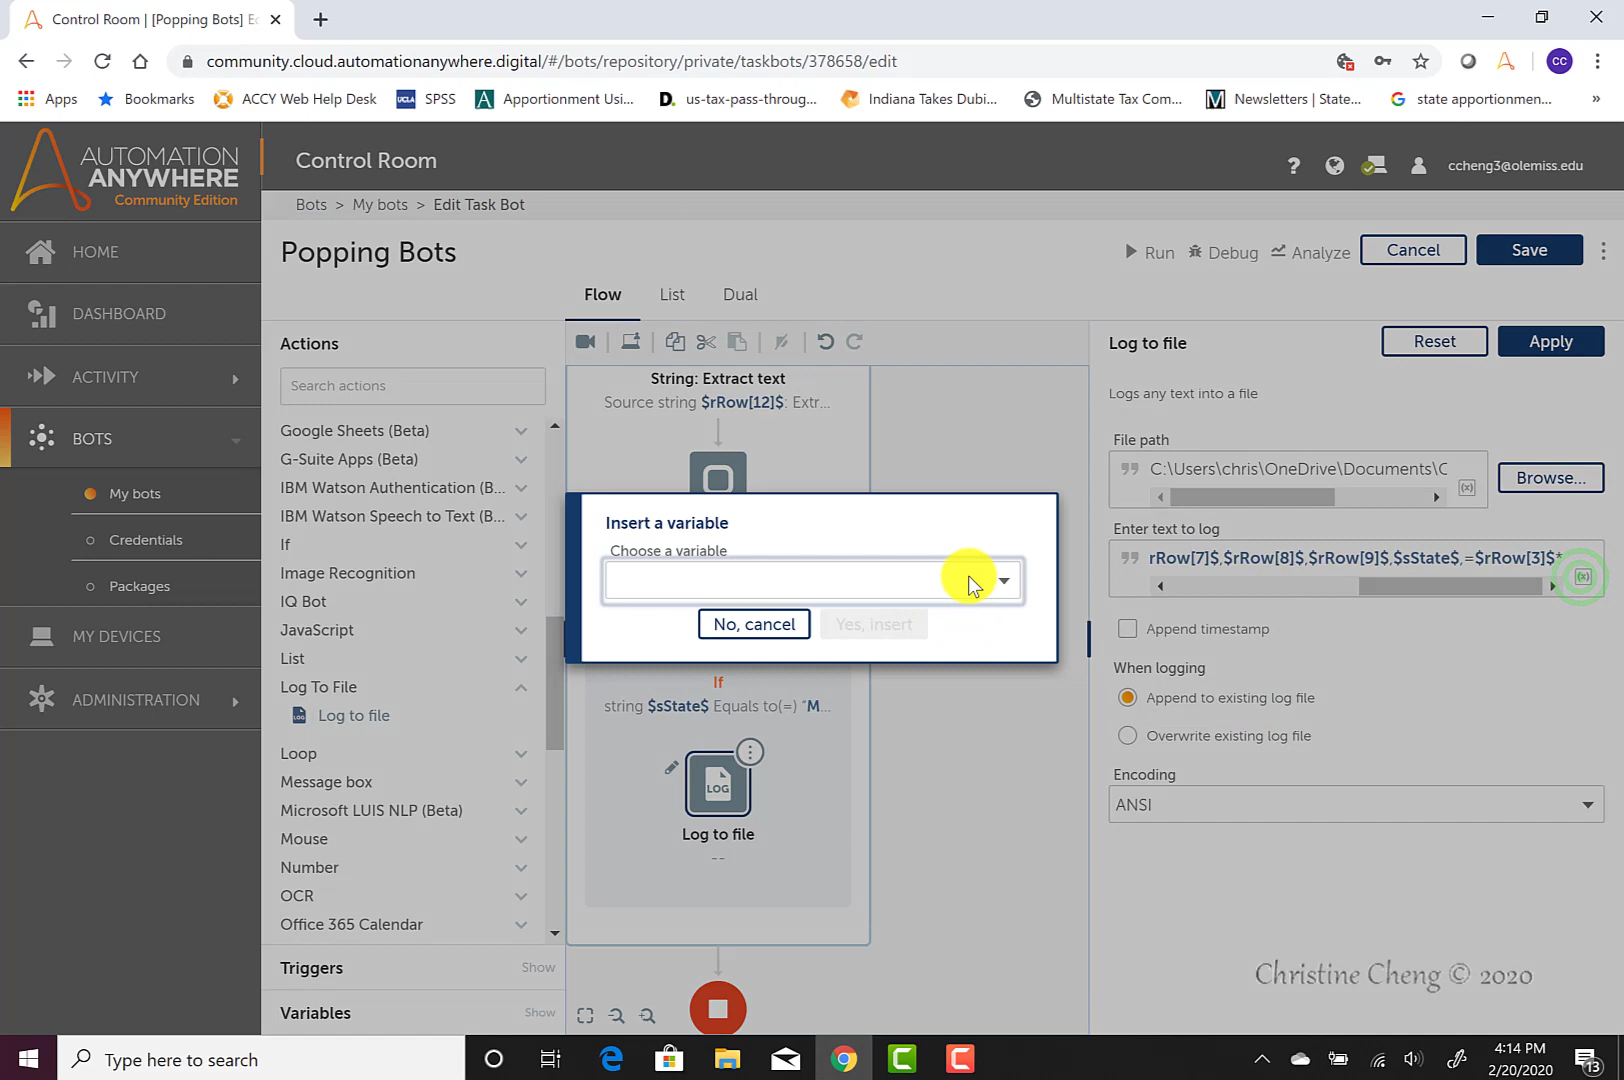 Control Room | [Popping Bots] Ec
community.cloud.automationanywhere.digital/#/bots/repository/private/taskbots/378658/edit
CC
Apps
Bookmarks
ACCY Web Help Desk
UCLA
SPSS
Apportionment Usi...
us-tax-pass-throug...
Indiana Takes Dubi...
Multistate Tax Com...
Newsletters | State...
state apportionmen...
»
AUTOMATION
ANYWHERE
Community Edition
Control Room
ccheng3@olemiss.edu
Bots > My bots > Edit Task Bot
HOME
DASHBOARD
ACTIVITY
BOTS
My bots
Credentials
Packages
MY DEVICES
ADMINISTRATION
Popping Bots
Run
Debug
Analyze
Cancel
Save
Flow
List
Dual
Actions
Search actions
Google Sheets (Beta)
G-Suite Apps (Beta)
IBM Watson Authentication (B...
IBM Watson Speech to Text (B...
If
Image Recognition
IQ Bot
JavaScript
List
Log To File
Log to file
Loop
Message box
Microsoft LUIS NLP (Beta)
Mouse
Number
OCR
Office 365 Calendar
Triggers
Show
Variables
Show
String: Extract text
Source string $rRow[12]$: Extr...
Insert a variable
Choose a variable
No, cancel
Yes, insert
If
string $sState$ Equals to(=) "M...
LOG
Log to file
--
Log to file
Reset
Apply
Logs any text into a file
File path
C:\Users\chris\OneDrive\Documents\C
(x)
Browse...
Enter text to log
rRow[7]$,$rRow[8]$,$rRow[9]$,$sState$,=$rRow[3]$*
(x)
Append timestamp
When logging
Append to existing log file
Overwrite existing log file
Encoding
ANSI
Christine Cheng © 2020
Type here to search
4:14 PM
2/20/2020
13